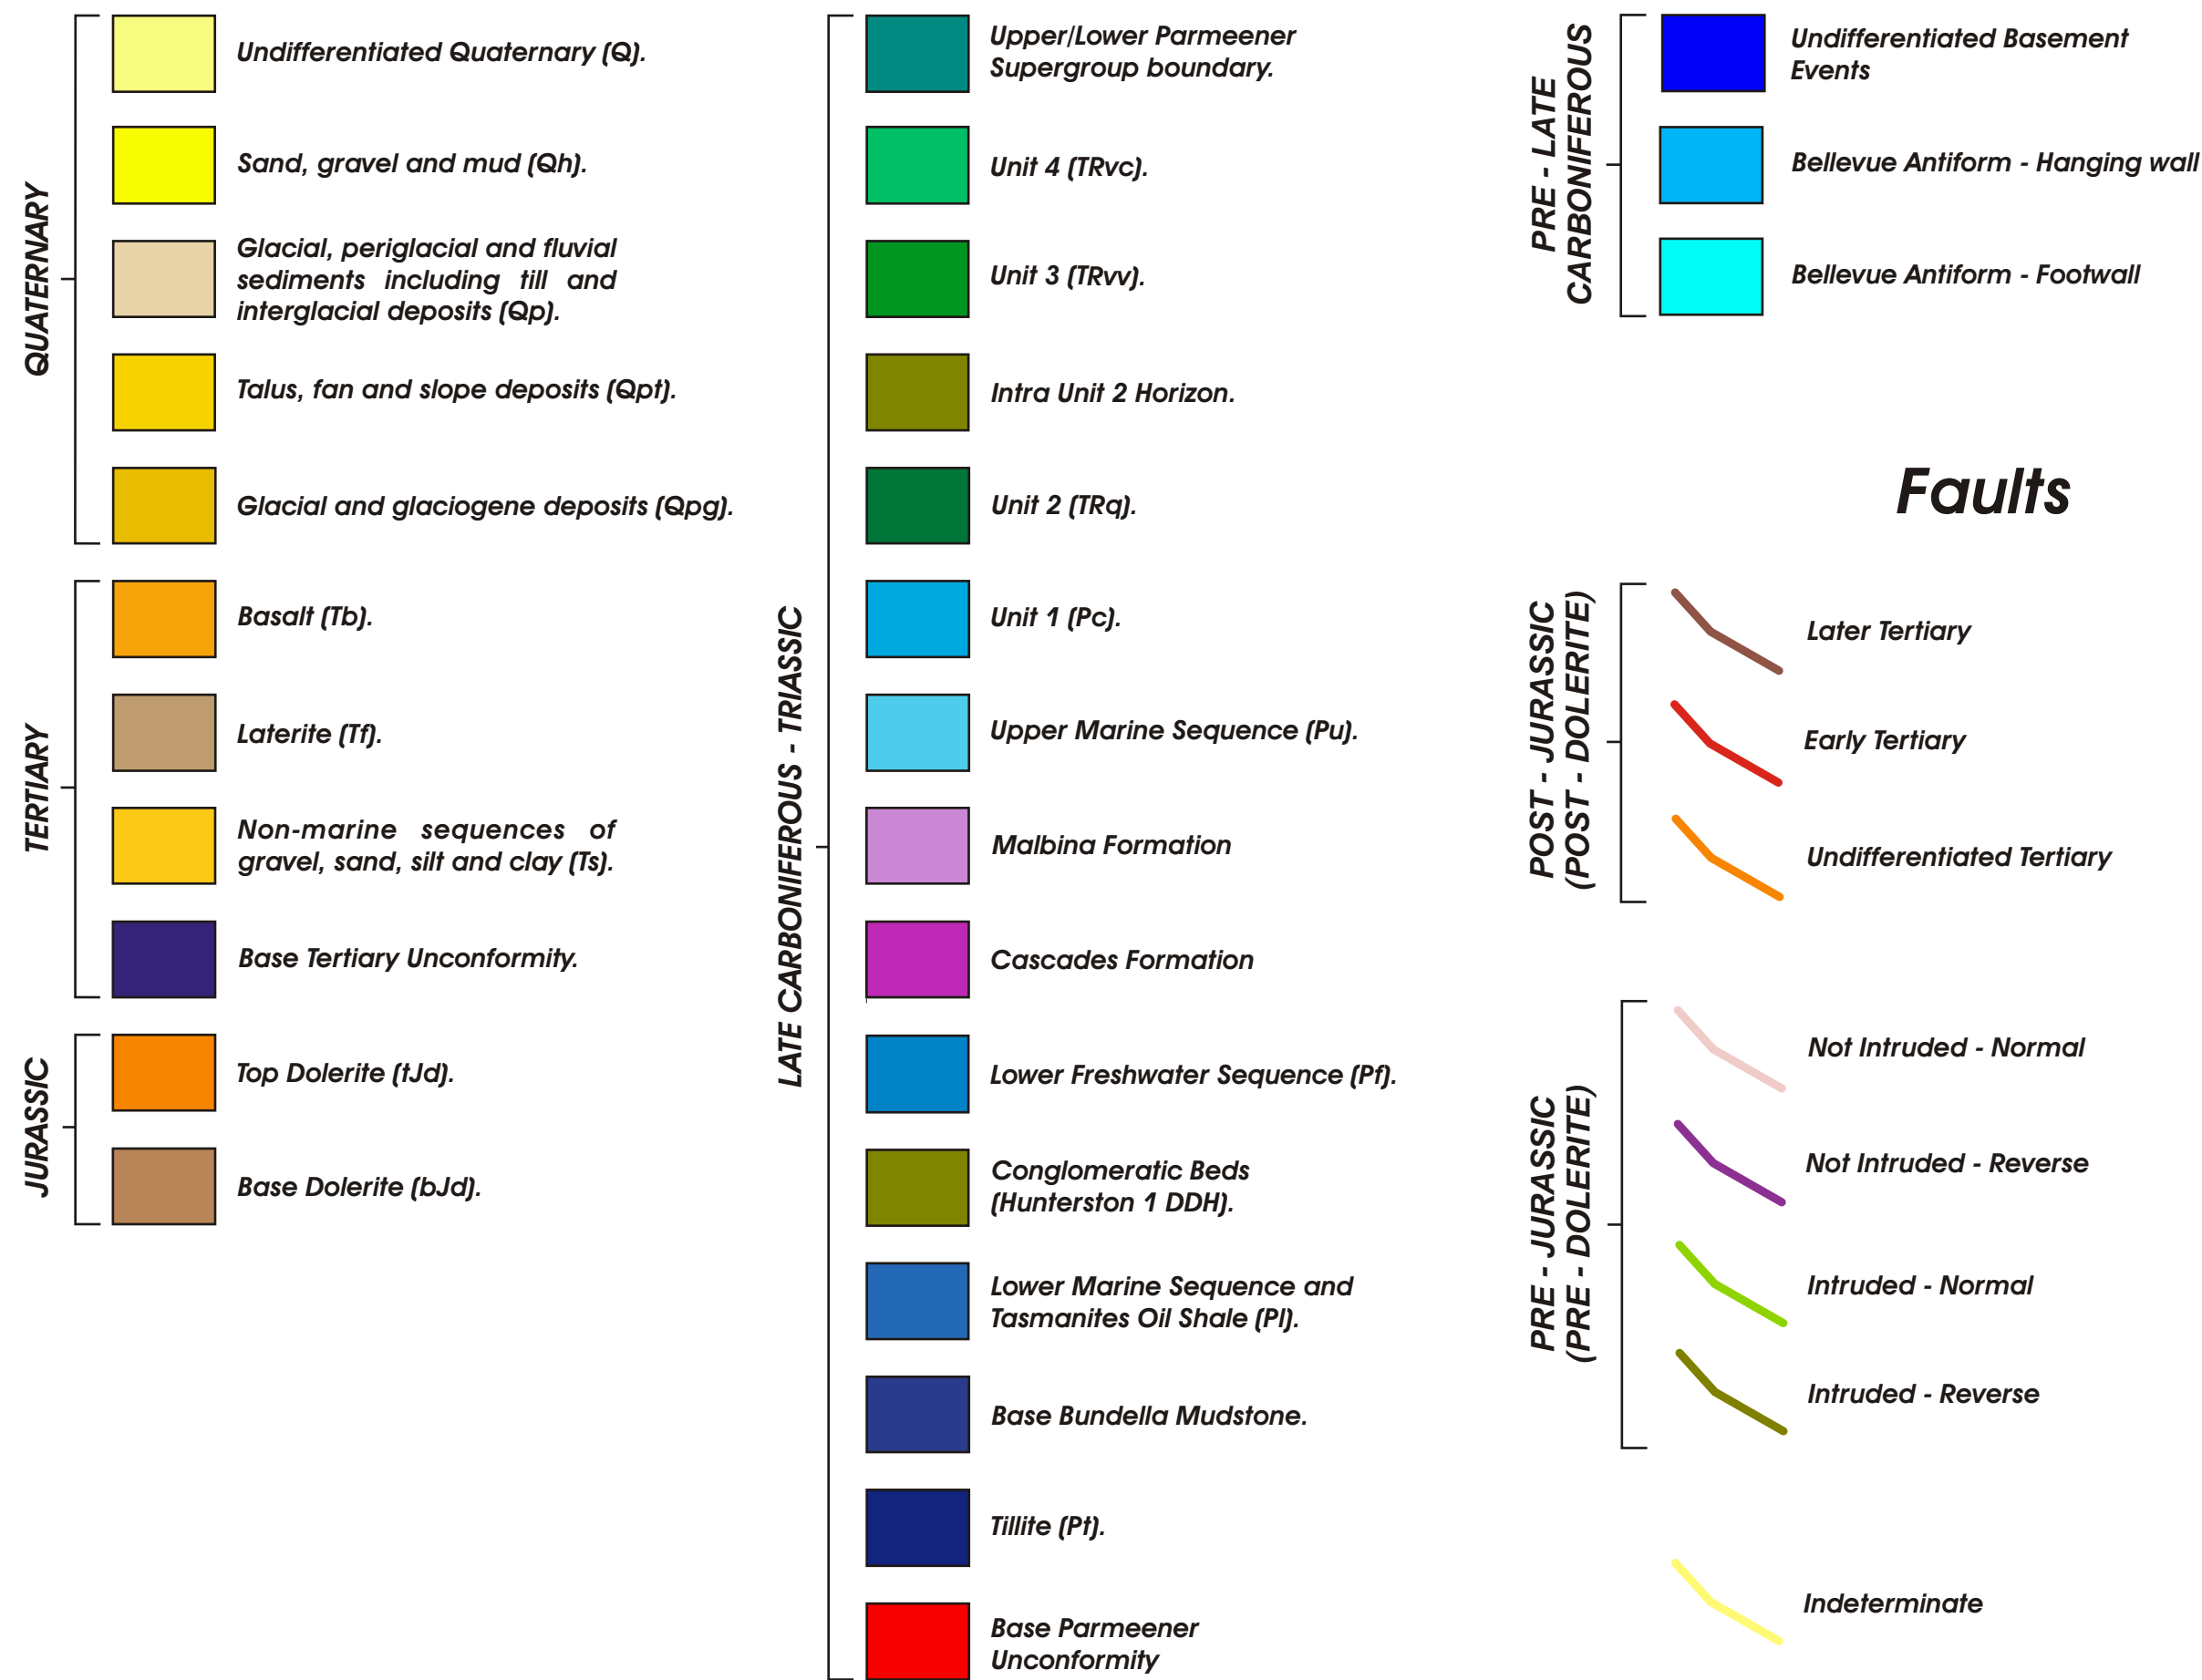 QUATERNARY
Undifferentiated Quaternary (Q).
Sand, gravel and mud (Qh).
Glacial, periglacial and fluvial
sediments including till and
interglacial deposits (Qp).
Talus, fan and slope deposits (Qpt).
Glacial and glaciogene deposits (Qpg).
TERTIARY
Basalt (Tb).
Laterite (Tf).
Non-marine sequences of
gravel, sand, silt and clay (Ts).
Base Tertiary Unconformity.
JURASSIC
Top Dolerite (tJd).
Base Dolerite (bJd).
LATE CARBONIFEROUS - TRIASSIC
Upper/Lower Parmeener
Supergroup boundary.
Unit 4 (TRvc).
Unit 3 (TRvv).
Intra Unit 2 Horizon.
Unit 2 (TRq).
Unit 1 (Pc).
Upper Marine Sequence (Pu).
Malbina Formation
Cascades Formation
Lower Freshwater Sequence (Pf).
Conglomeratic Beds
(Hunterston 1 DDH).
Lower Marine Sequence and
Tasmanites Oil Shale (Pl).
Base Bundella Mudstone.
Tillite (Pt).
Base Parmeener
Unconformity
PRE - LATE
CARBONIFEROUS
Undifferentiated Basement
Events
Bellevue Antiform - Hanging wall
Bellevue Antiform - Footwall
Faults
POST - JURASSIC
(POST - DOLERITE)
Later Tertiary
Early Tertiary
Undifferentiated Tertiary
PRE - JURASSIC
(PRE - DOLERITE)
Not Intruded - Normal
Not Intruded - Reverse
Intruded - Normal
Intruded - Reverse
Indeterminate